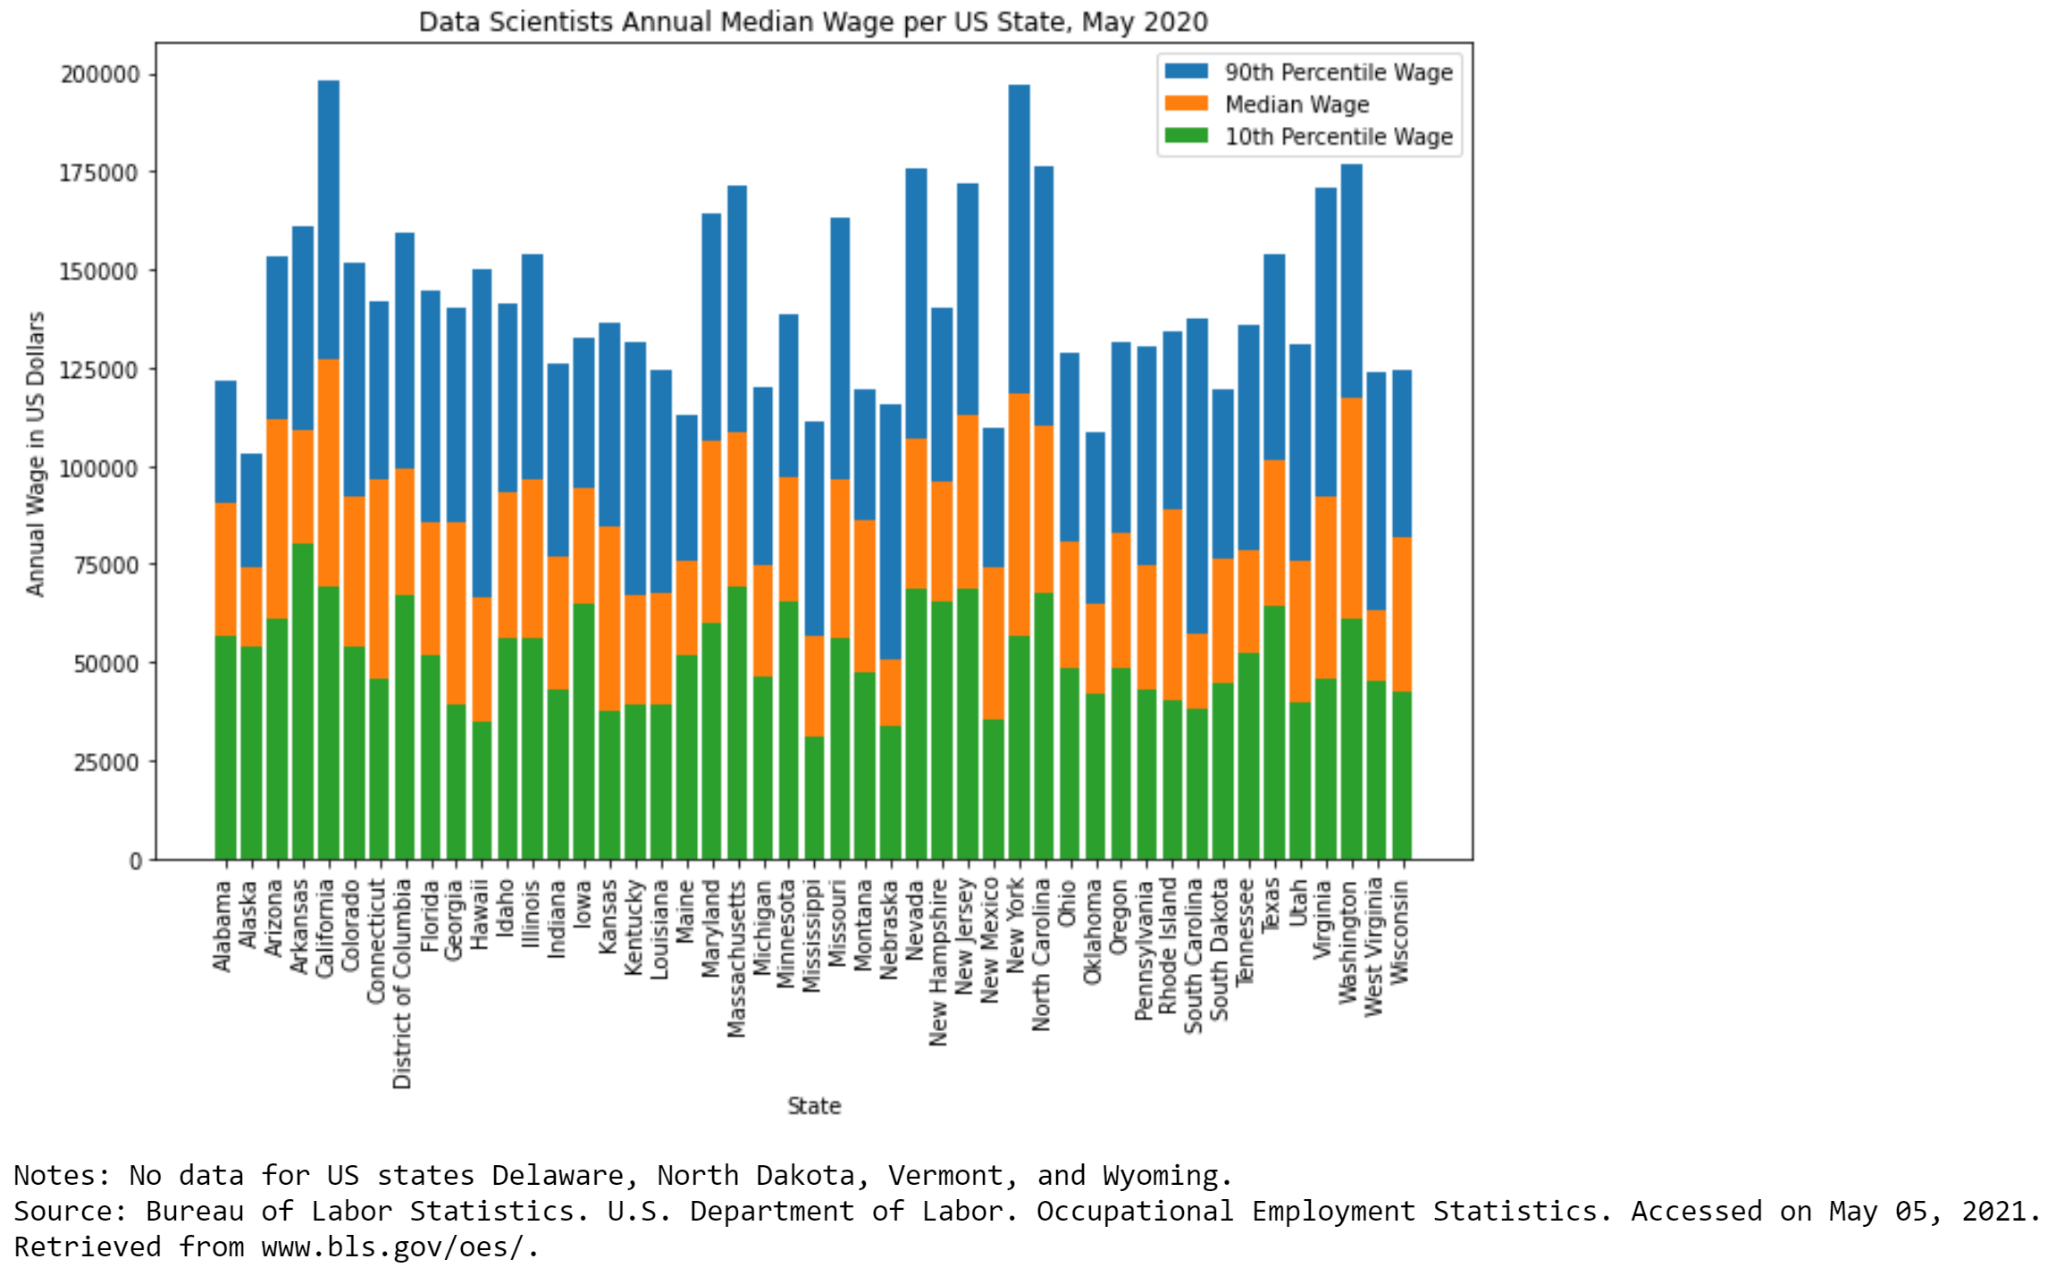 Data Scientists Annual Median Wage per US State, May 2020
90th Percentile Wage
Median Wage
10th Percentile Wage
Annual Wage in US Dollars
200000
175000
150000
125000
100000
75000
50000
25000
0
Alabama
Alaska
Arizona
Arkansas
California
Colorado
Connecticut
District of Columbia
Florida
Georgia
Hawaii
Idaho
Illinois
Indiana
Iowa
Kansas
Kentucky
Louisiana
Maine
Maryland
Massachusetts
Michigan
Minnesota
Mississippi
Missouri
Montana
Nebraska
Nevada
New Hampshire
New Jersey
New Mexico
New York
North Carolina
Ohio
Oklahoma
Oregon
Pennsylvania
Rhode Island
South Carolina
South Dakota
Tennessee
Texas
Utah
Virginia
Washington
West Virginia
Wisconsin
State
Notes: No data for US states Delaware, North Dakota, Vermont, and Wyoming.
Source: Bureau of Labor Statistics. U.S. Department of Labor. Occupational Employment Statistics. Accessed on May 05, 2021.
Retrieved from www.bls.gov/oes/.